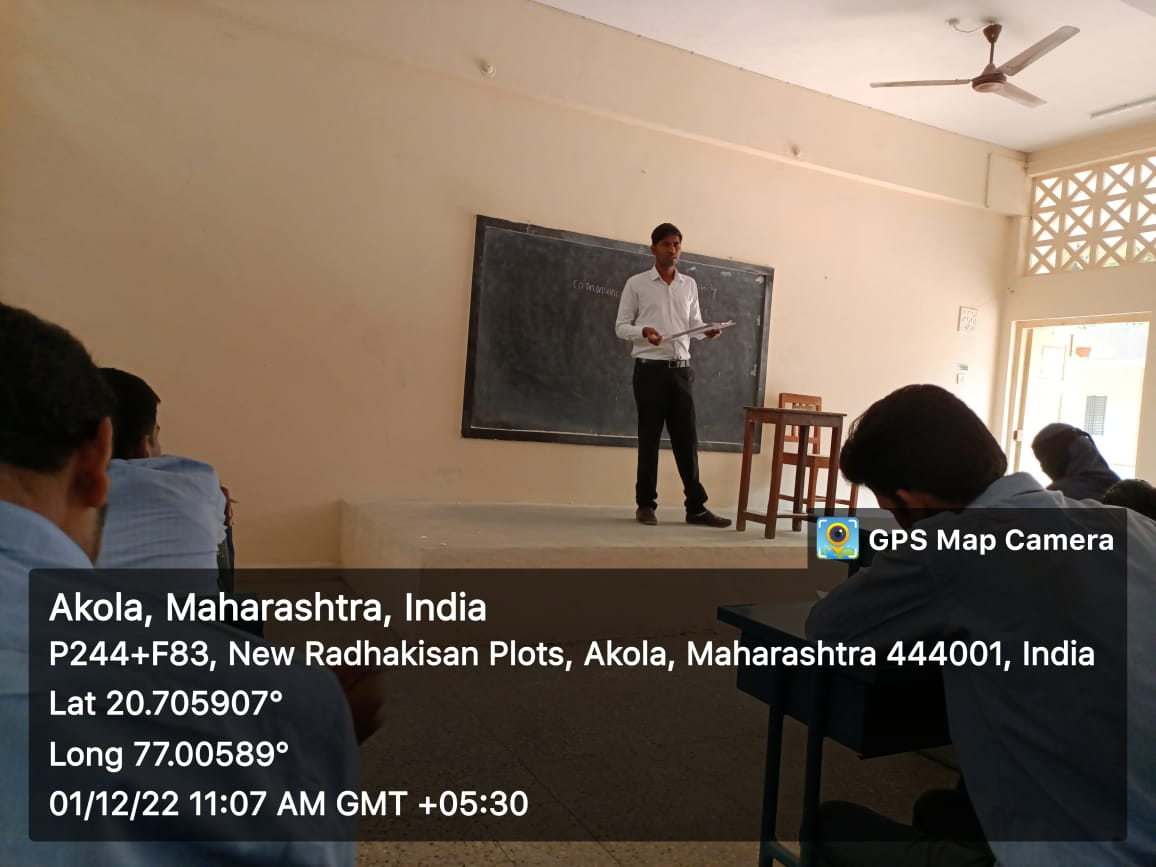 GPS Map Camera
Akola, Maharashtra, India
P244+F83, New Radhakisan Plots, Akola, Maharashtra 444001, India
Lat 20.705907°
Long 77.00589°
01/12/22 11:07 AM GMT +05:30